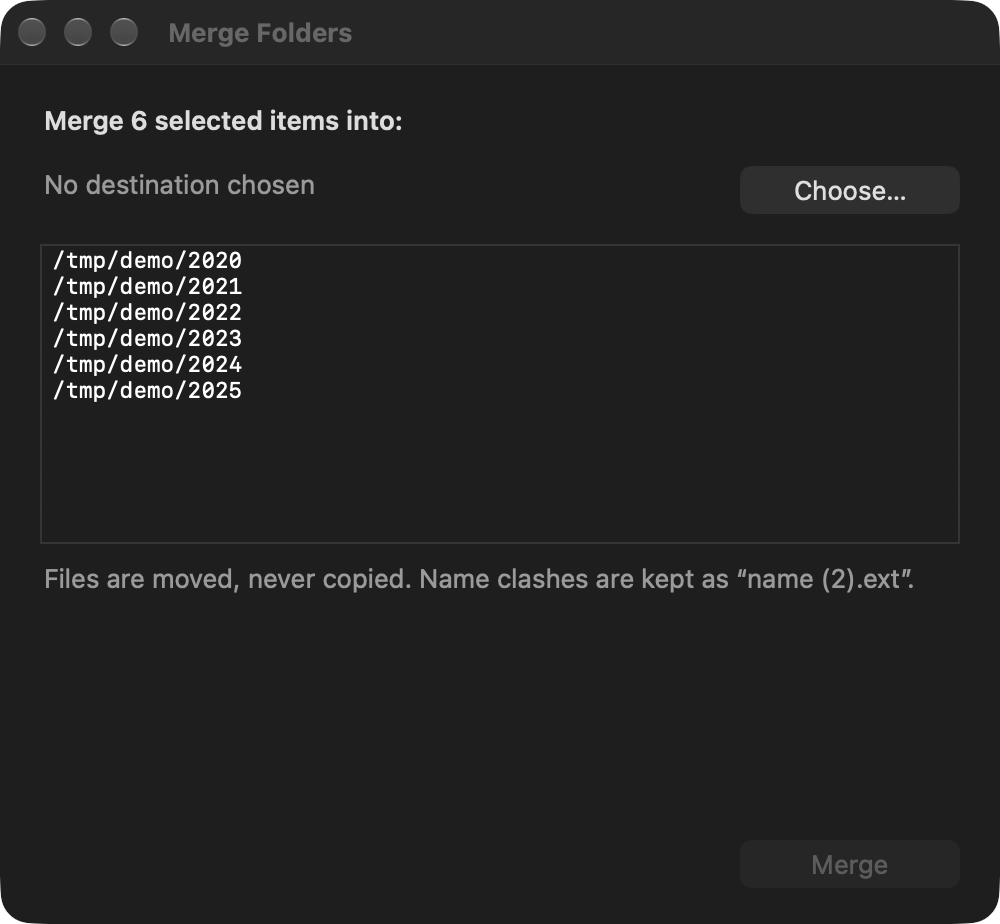 Merge Folders
Merge 6 selected items into:
No destination chosen
Choose...
/tmp/demo/2020
/tmp/demo/2021
/tmp/demo/2022
/tmp/demo/2023
/tmp/demo/2024
/tmp/demo/2025
Files are moved, never copied. Name clashes are kept as “name (2).ext”.
Merge